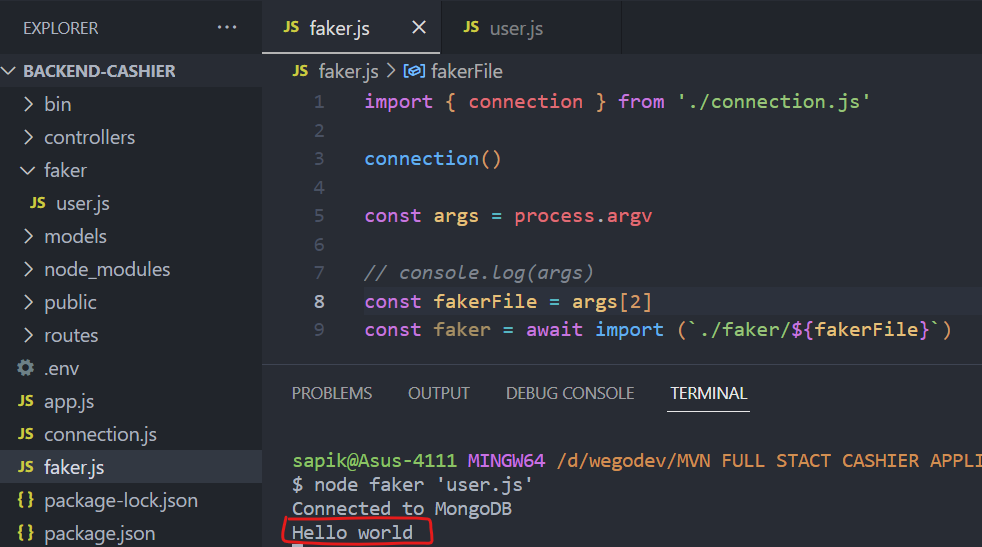 EXPLORER ...
JS faker.js ×
JS user.js
BACKEND-CASHIER
bin
controllers
faker
JS user.js
models
node_modules
public
routes
.env
JS app.js
JS connection.js
JS faker.js
{} package-lock.json
{} package.json
JS faker.js > fakerFile
1 import { connection } from './connection.js'
2
3 connection()
4
5 const args = process.argv
6
7 // console.log(args)
8 const fakerFile = args[2]
9 const faker = await import (`./faker/${fakerFile}`)
PROBLEMS OUTPUT DEBUG CONSOLE TERMINAL
sapik@Asus-4111 MINGW64 /d/wegodev/MVN FULL STACT CASHIER APPLI
$ node faker 'user.js'
Connected to MongoDB
Hello world